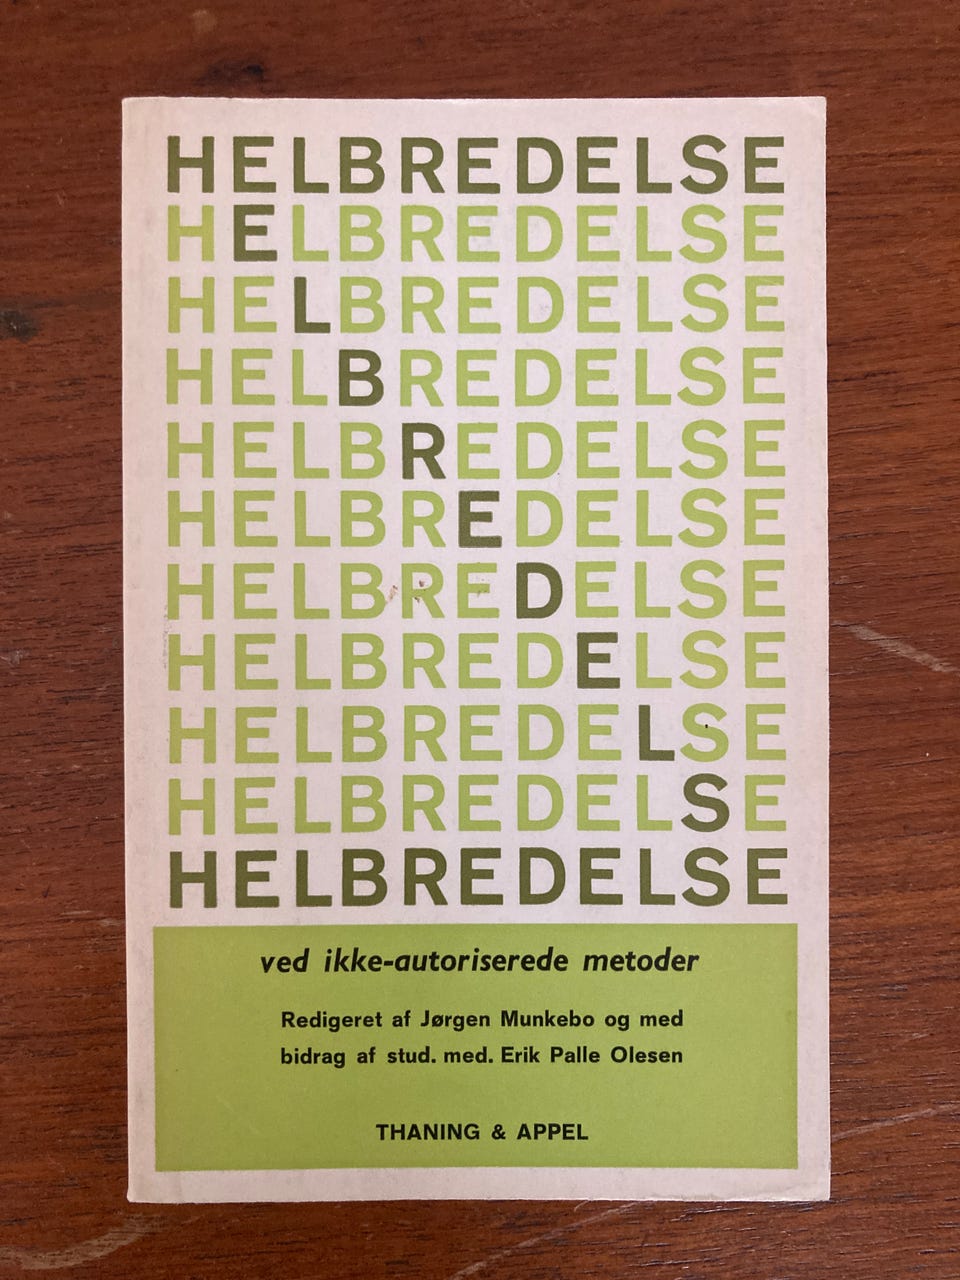 HELBREDELSE
HELBREDELSE
HELBREDELSE
HELBREDELSE
HELBREDELSE
HELBREDELSE
HELBREDELSE
HELBREDELSE
HELBREDELSE
HELBREDELSE
HELBREDELSE
ved ikke-autoriserede metoder
Redigeret af Jørgen Munkebo og med
bidrag af stud. med. Erik Palle Olesen
THANING & APPEL